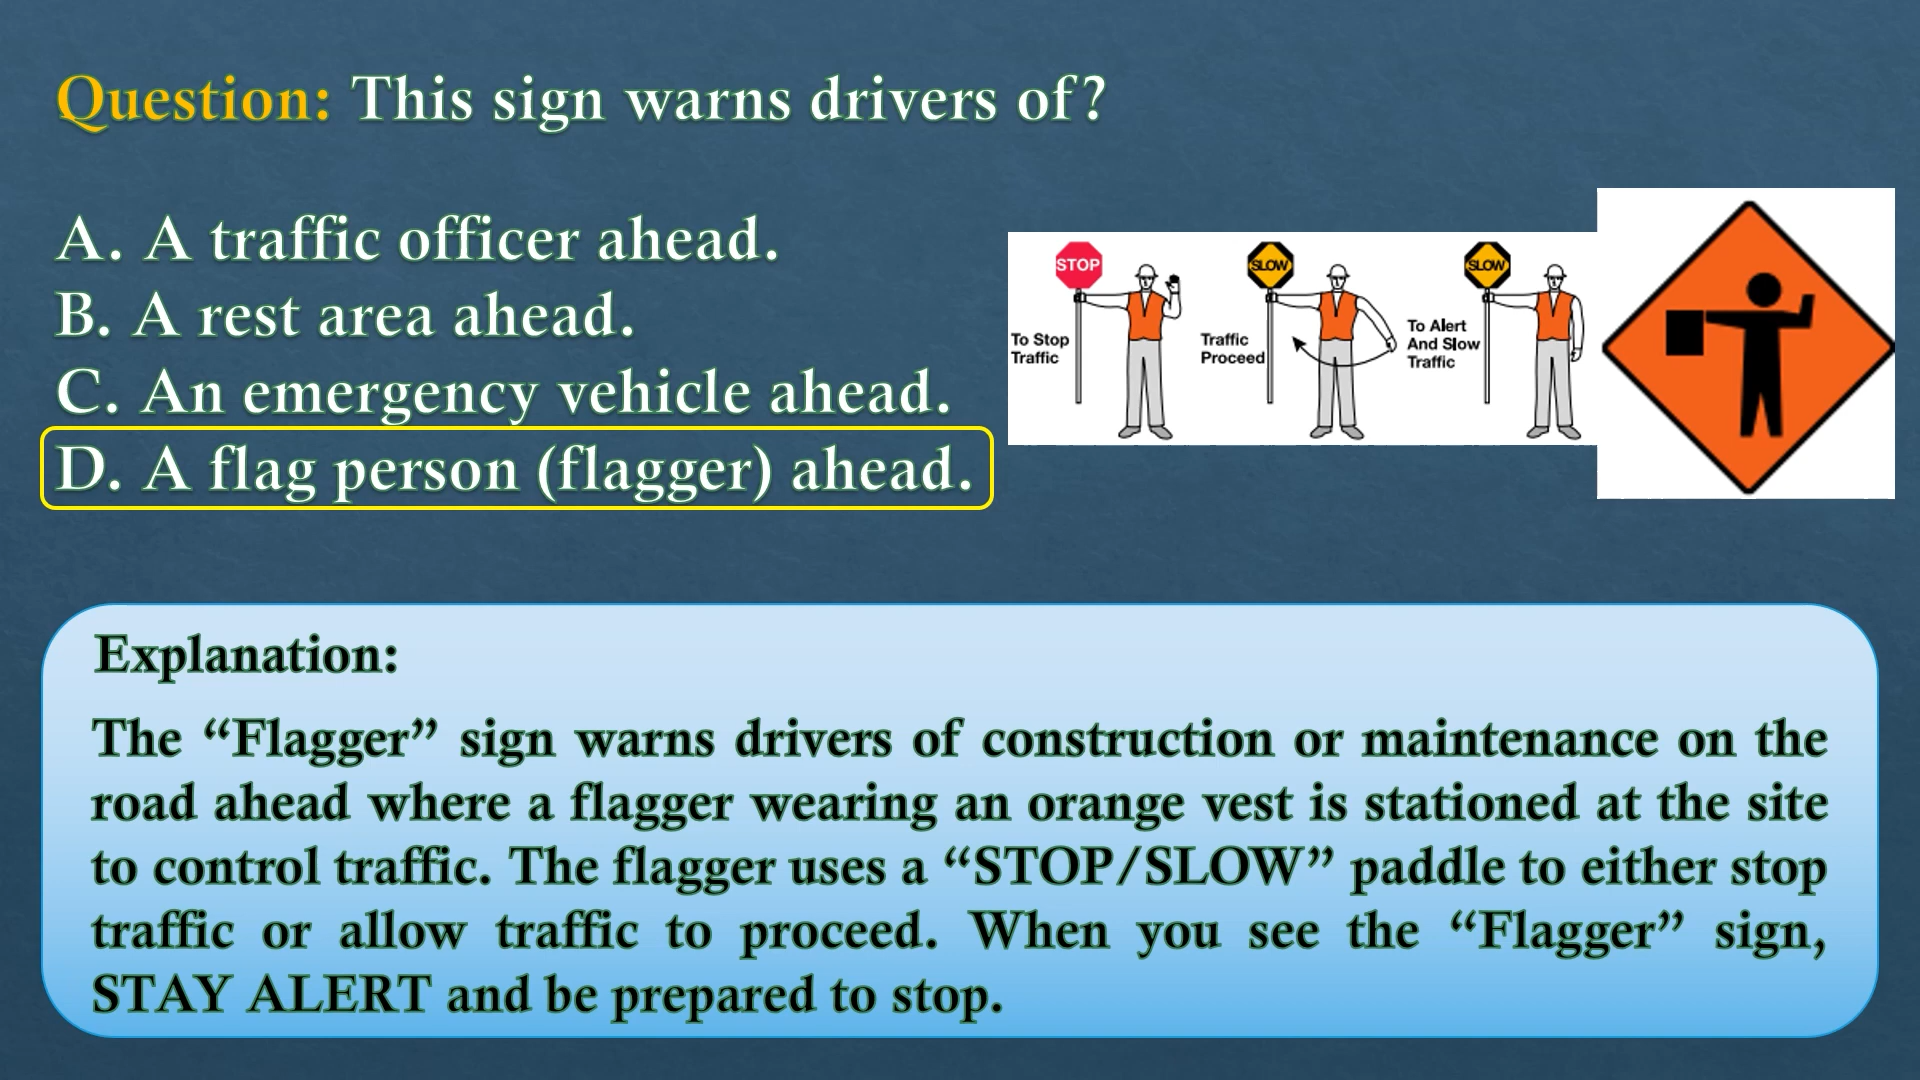 Question: This sign warns drivers of?
A. A traffic officer ahead.
B. A rest area ahead.
C. An emergency vehicle ahead.
D. A flag person (flagger) ahead.
STOP
To Stop
Traffic
SLOW
Traffic
Proceed
SLOW
To Alert
And Slow
Traffic
Explanation:
The “Flagger” sign warns drivers of construction or maintenance on the
road ahead where a flagger wearing an orange vest is stationed at the site
to control traffic. The flagger uses a “STOP/SLOW” paddle to either stop
traffic or allow traffic to proceed. When you see the “Flagger” sign,
STAY ALERT and be prepared to stop.